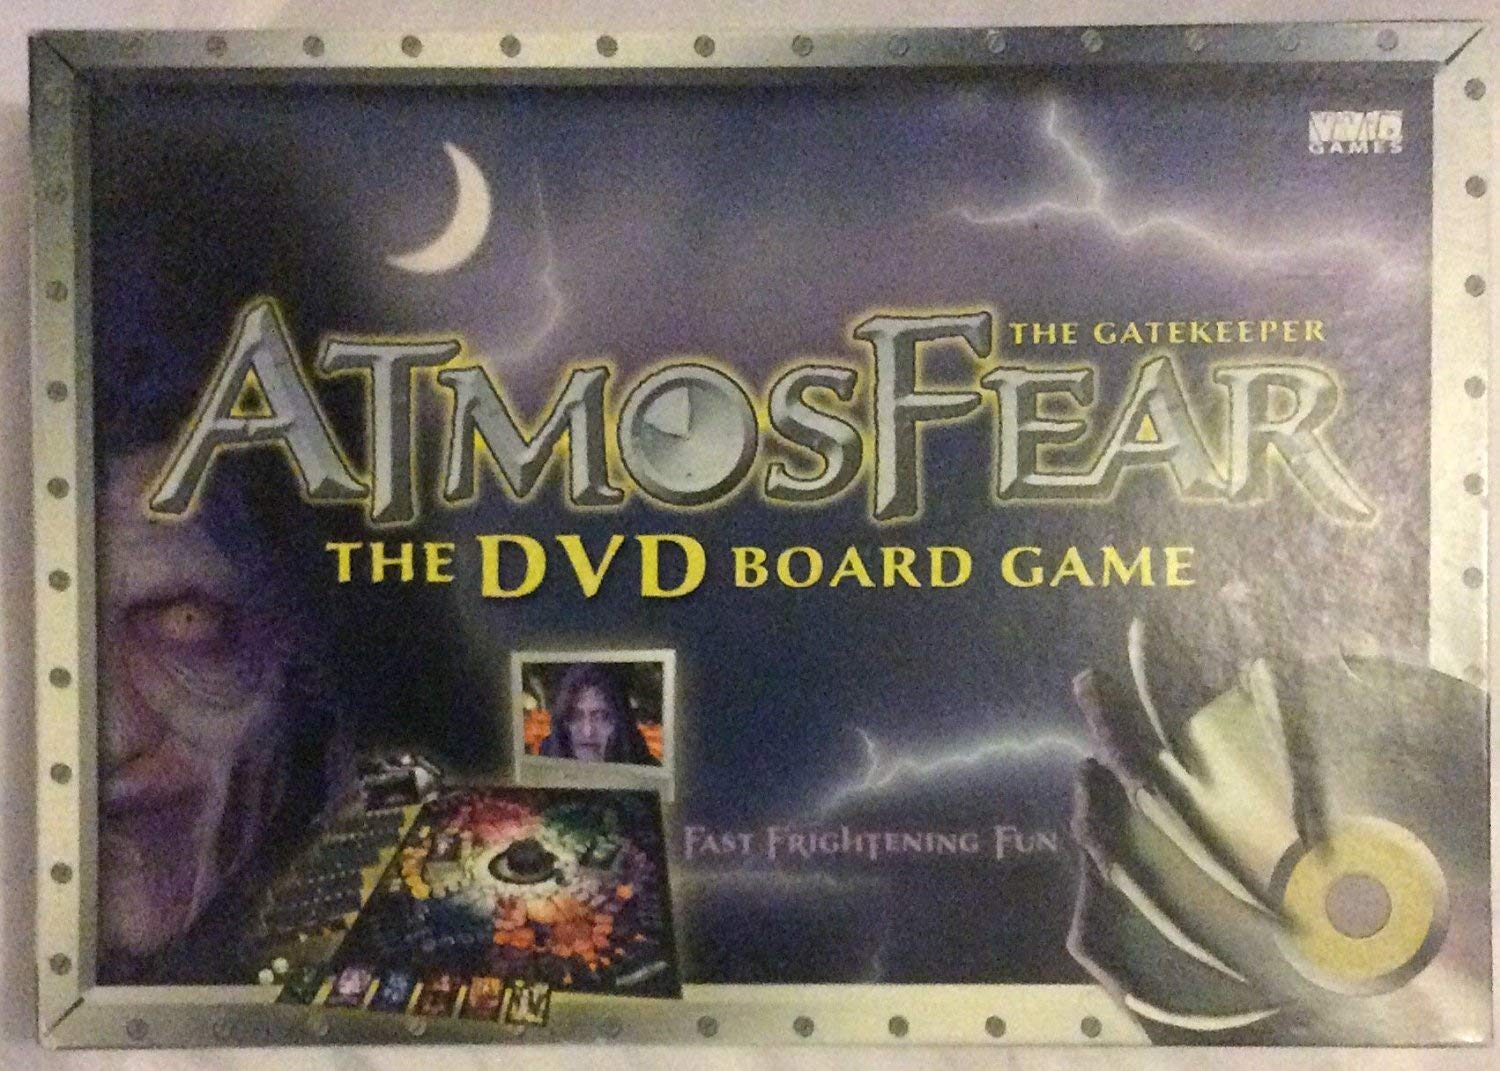 VIVID
GAMES
THE GATEKEEPER
ATMOSFEAR
THE DVD BOARD GAME
FAST FRIGHTENING FUN